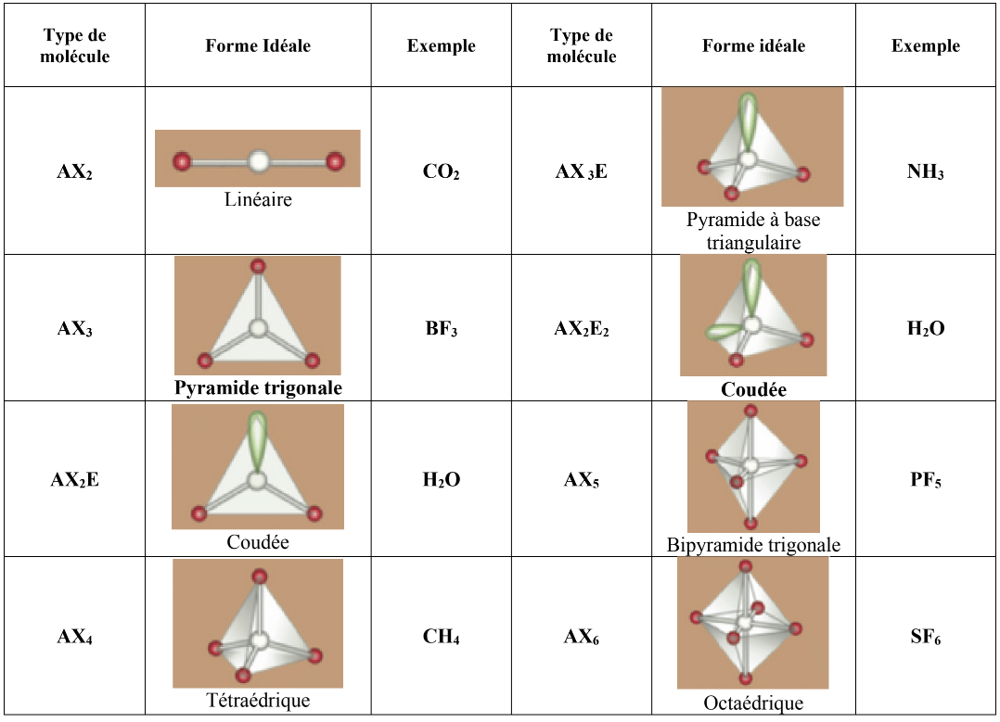 Type de
molécule
Forme Idéale
Exemple
Type de
molécule
Forme idéale
Exemple
AX₂
Linéaire
CO₂
AX ₃E
Pyramide à base
triangulaire
NH₃
AX₃
Pyramide trigonale
BF₃
AX₂E₂
Coudée
H₂O
AX₂E
Coudée
H₂O
AX₅
Bipyramide trigonale
PF₅
AX₄
Tétraédrique
CH₄
AX₆
Octaédrique
SF₆